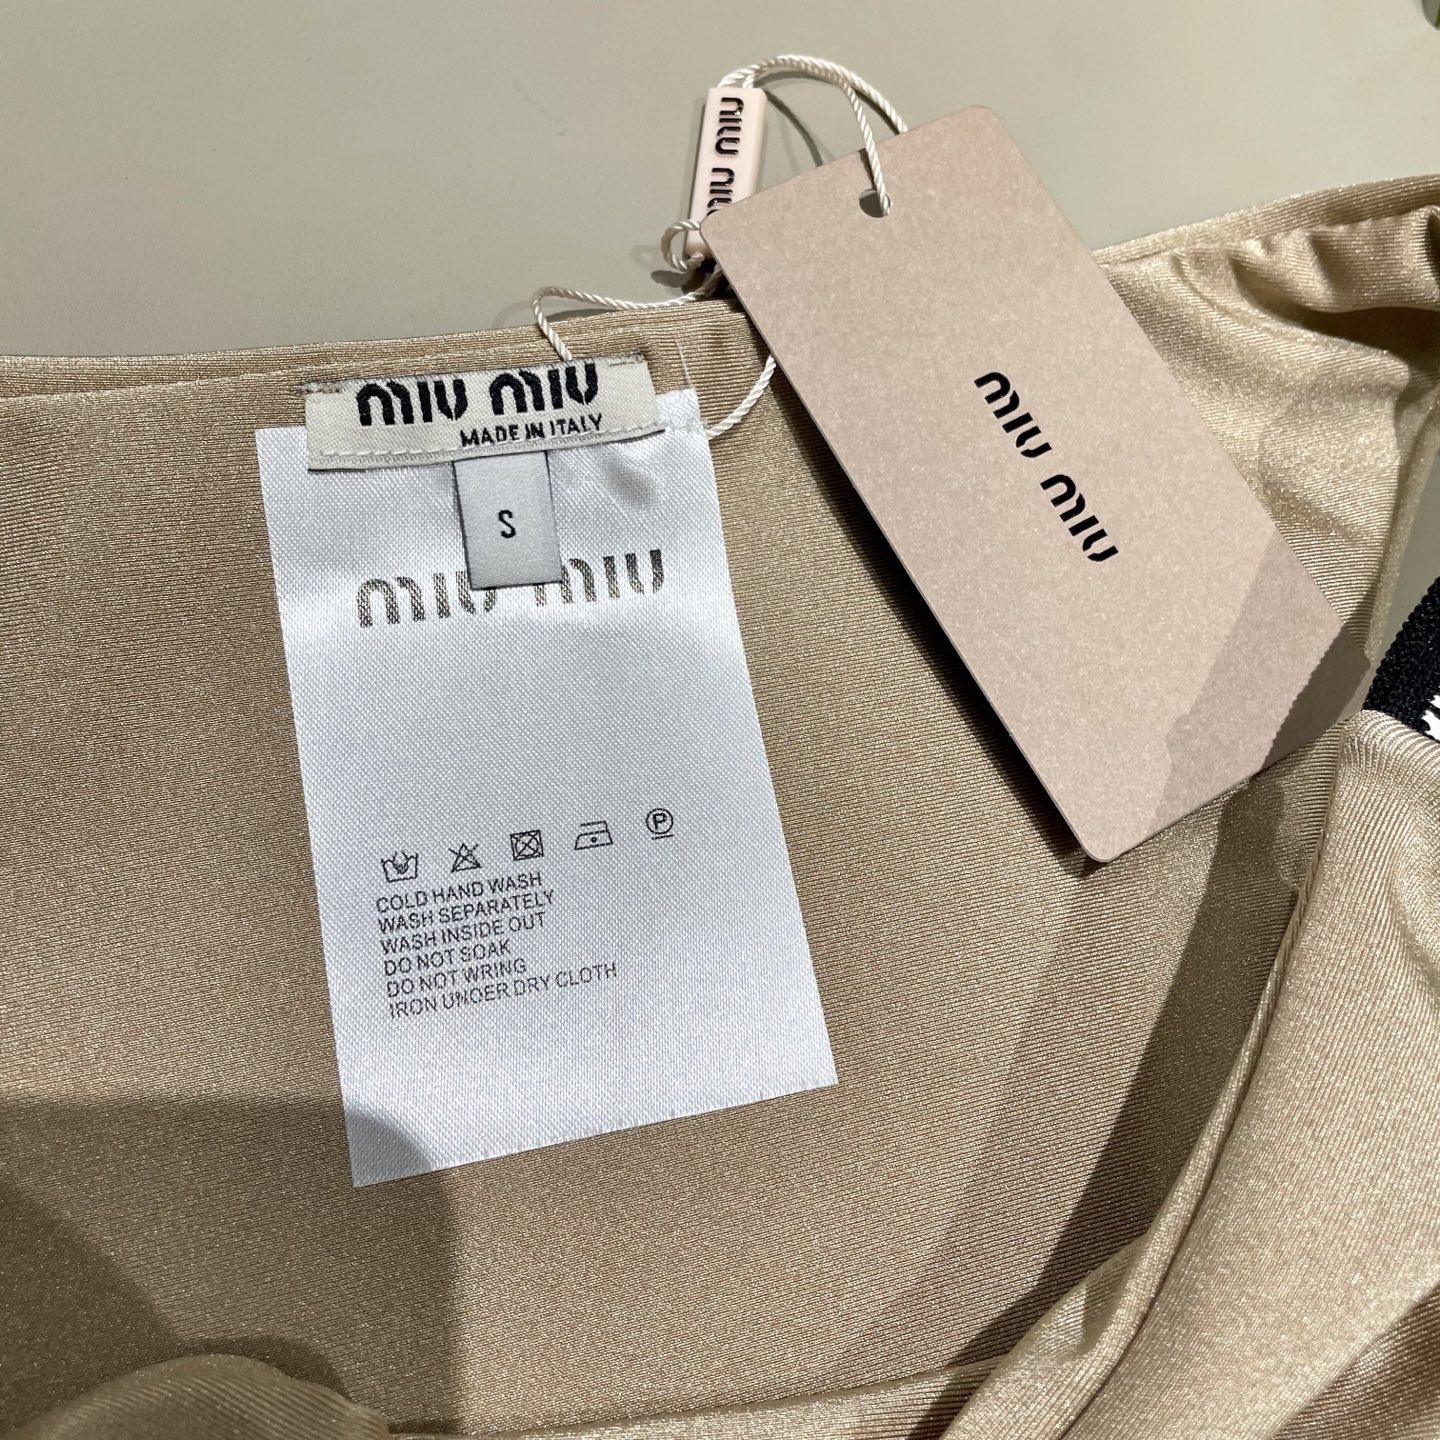 MIU MIU
MIU MIU
MIU MIU
MADE IN ITALY
S
MIU MIU
COLD HAND WASH
WASH SEPARATELY
WASH INSIDE OUT
DO NOT SOAK
DO NOT WRING
IRON UNDER DRY CLOTH
P